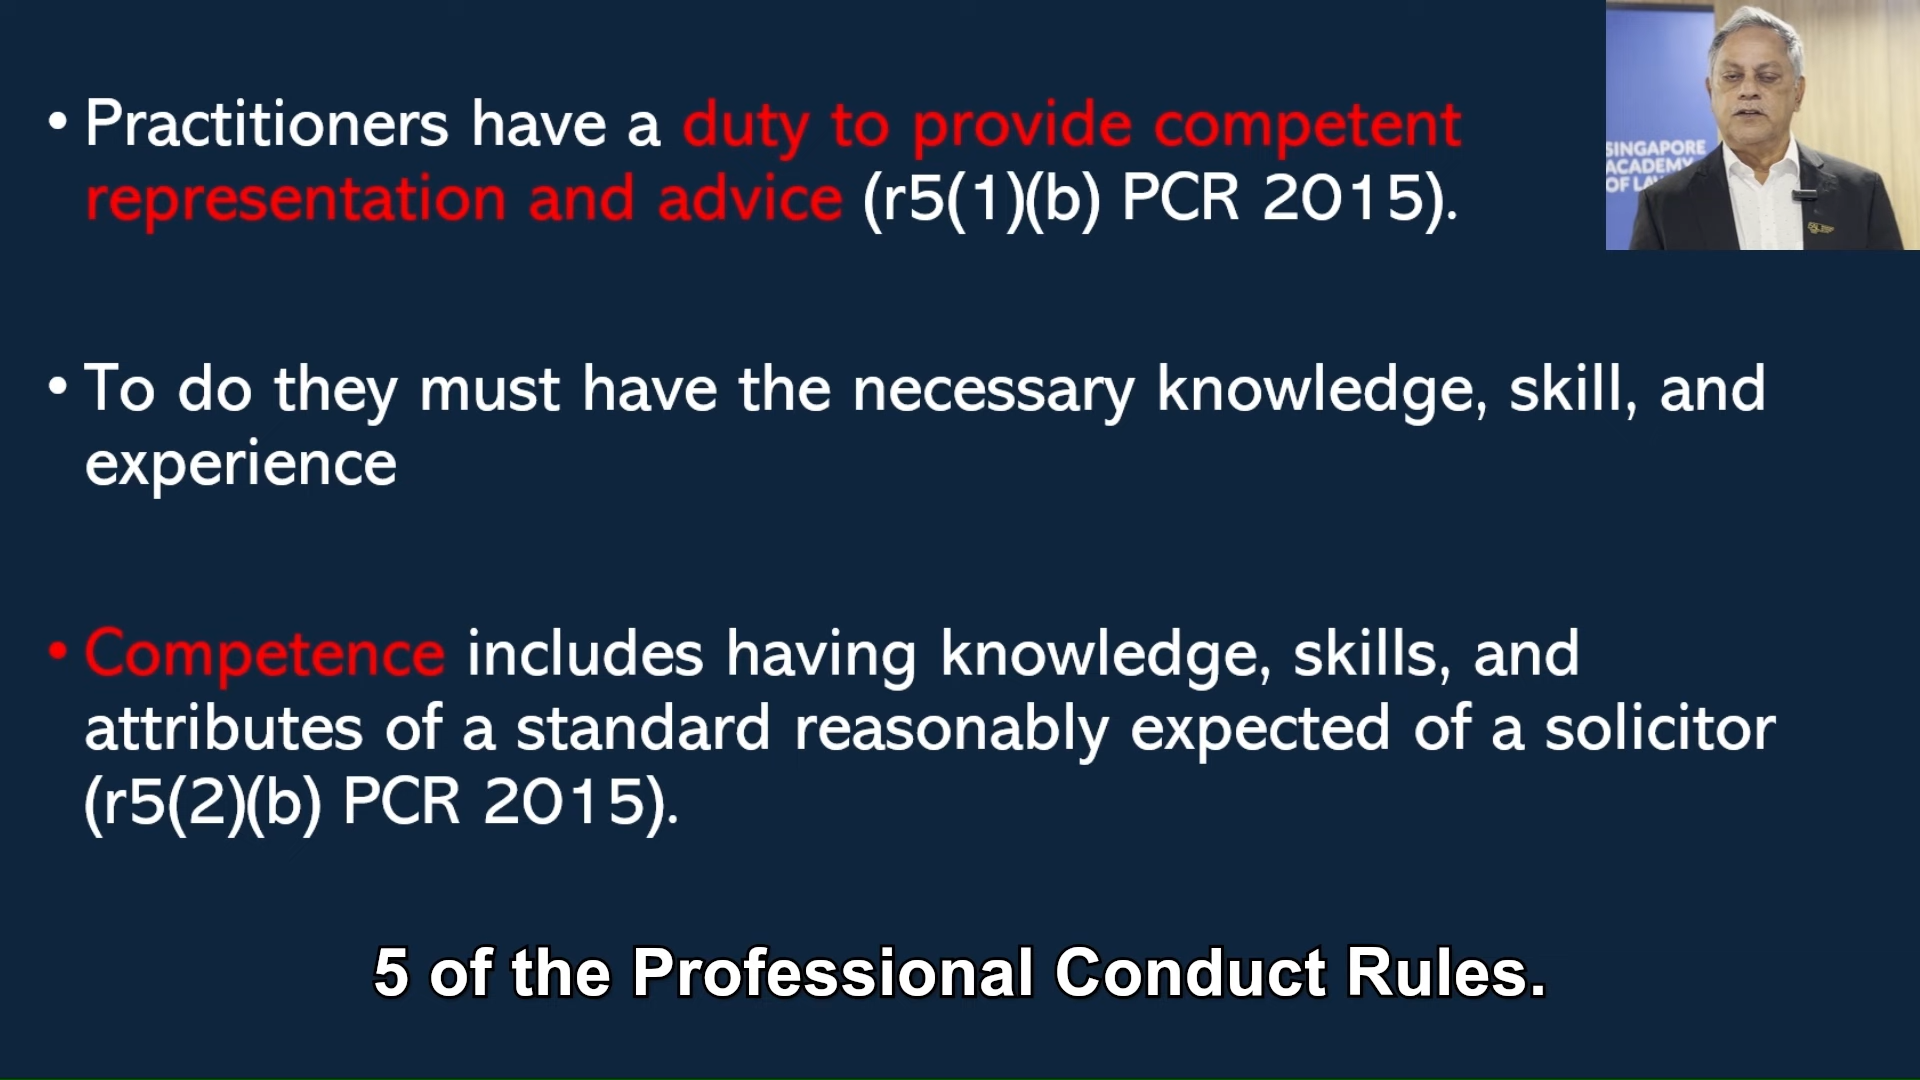 • Practitioners have a duty to provide competent
representation and advice (r5(1)(b) PCR 2015).
• To do they must have the necessary knowledge, skill, and
experience
• Competence includes having knowledge, skills, and
attributes of a standard reasonably expected of a solicitor
(r5(2)(b) PCR 2015).
SINGAPORE
ACADEMY
OF LA
5 of the Professional Conduct Rules.